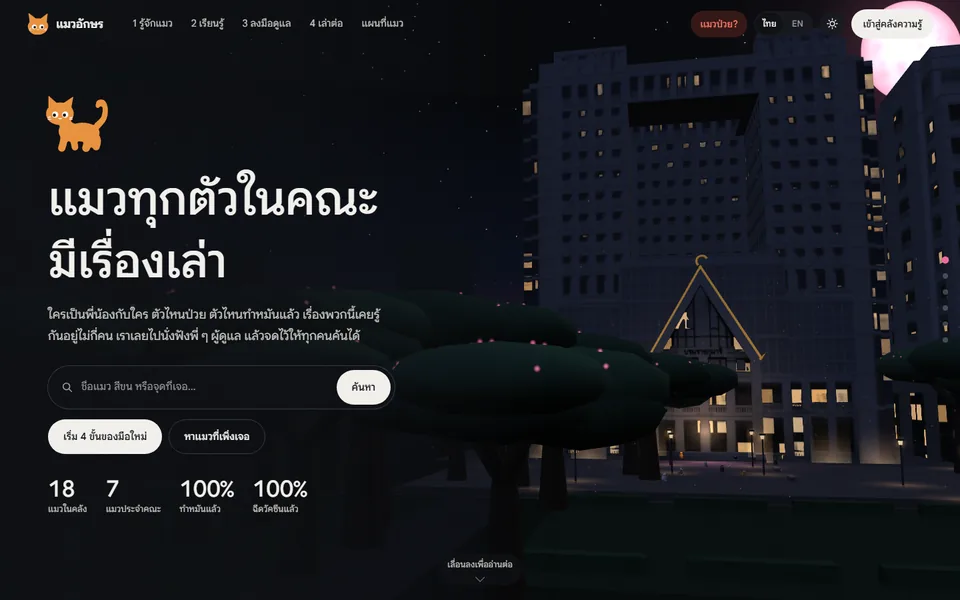 แมวอักษร
1 รู้จักแมว
2 เรียนรู้
3 ลงมือดูแล
4 เล่าต่อ
แผนที่แมว
แมวป่วย?
ไทย
EN
เข้าสู่คลังความรู้
แมวทุกตัวในคณะ
มีเรื่องเล่า
ใครเป็นพี่น้องกับใคร ตัวไหนป่วย ตัวไหนทำหมันแล้ว เรื่องพวกนี้เคยรู้
กันอยู่ไม่กี่คน เราเลยไปนั่งฟังพี่ ๆ ผู้ดูแล แล้วจดไว้ให้ทุกคนค้นได้
ชื่อแมว สีขน หรือจุดที่เจอ...
ค้นหา
เริ่ม 4 ขั้นของมือใหม่
หาแมวที่เพิ่งเจอ
18
7
100%
100%
แมวในคลัง
แมวประจำคณะ
ทำหมันแล้ว
ฉีดวัคซีนแล้ว
เลื่อนลงเพื่ออ่านต่อ